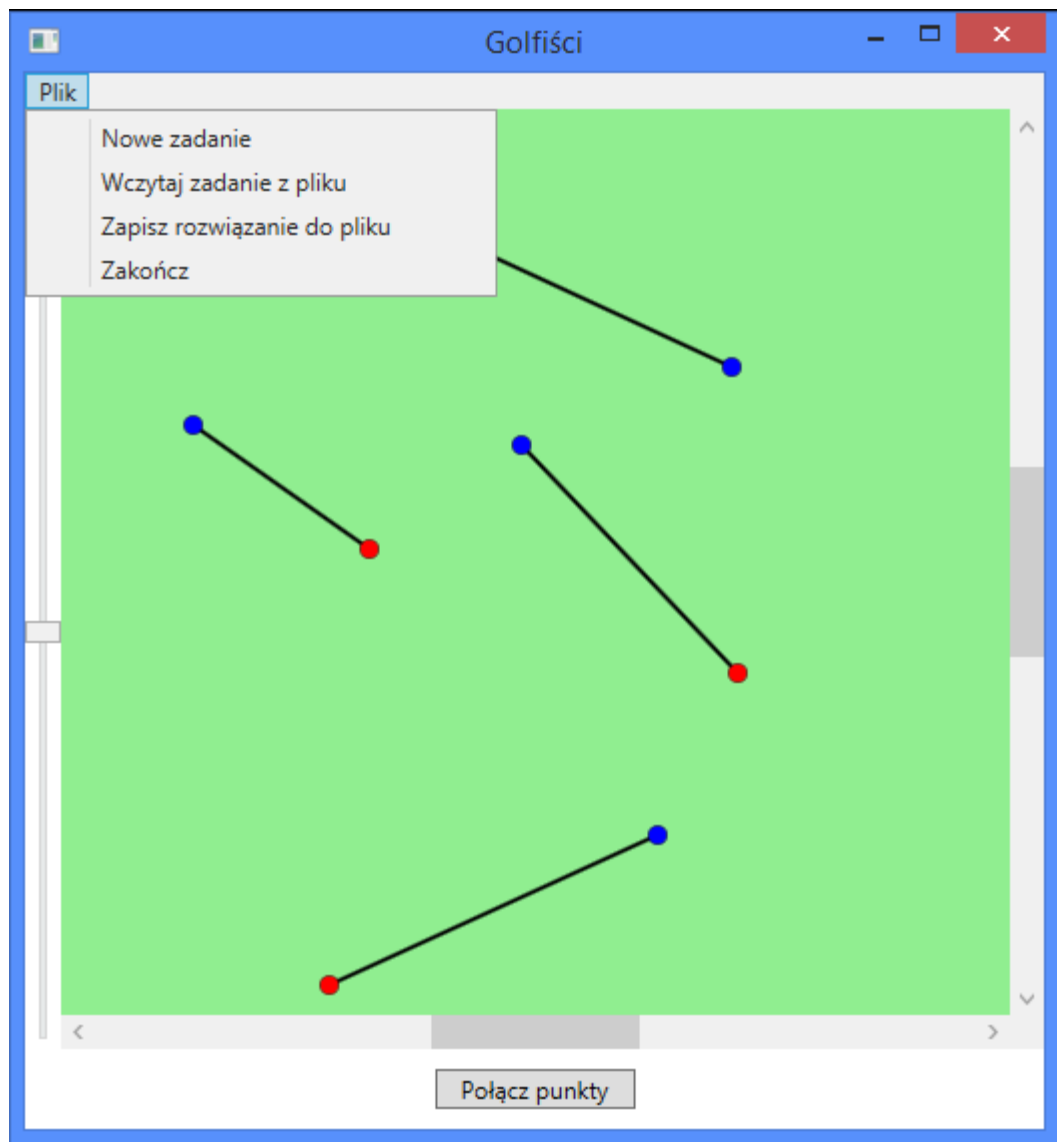 Golfiści
Plik
Nowe zadanie
Wczytaj zadanie z pliku
Zapisz rozwiązanie do pliku
Zakończ
Połącz punkty